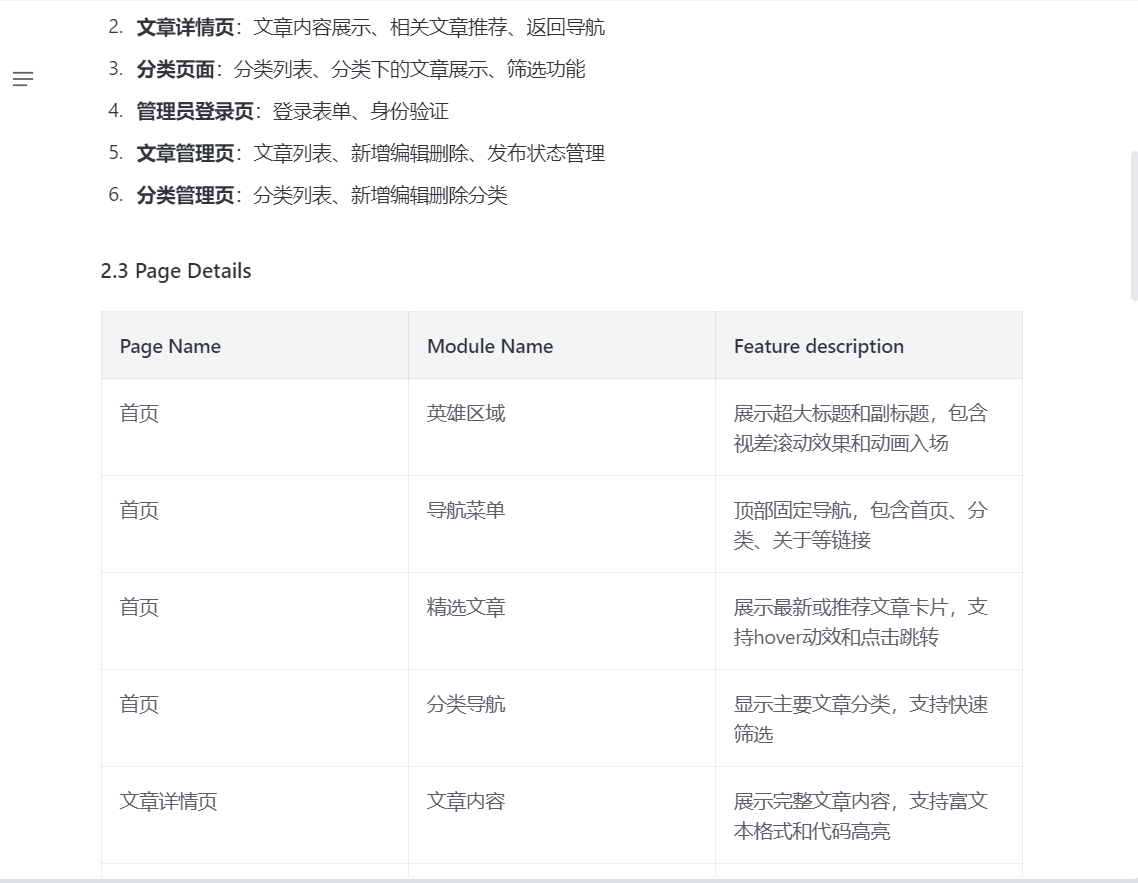 2. 文章详情页：文章内容展示、相关文章推荐、返回导航
3. 分类页面：分类列表、分类下的文章展示、筛选功能
4. 管理员登录页：登录表单、身份验证
5. 文章管理页：文章列表、新增编辑删除、发布状态管理
6. 分类管理页：分类列表、新增编辑删除分类
2.3 Page Details
Page Name Module Name Feature description
首页 英雄区域 展示超大标题和副标题，包含
视差滚动效果和动画入场
首页 导航菜单 顶部固定导航，包含首页、分
类、关于等链接
首页 精选文章 展示最新或推荐文章卡片，支
持hover动效和点击跳转
首页 分类导航 显示主要文章分类，支持快速
筛选
文章详情页 文章内容 展示完整文章内容，支持富文
本格式和代码高亮